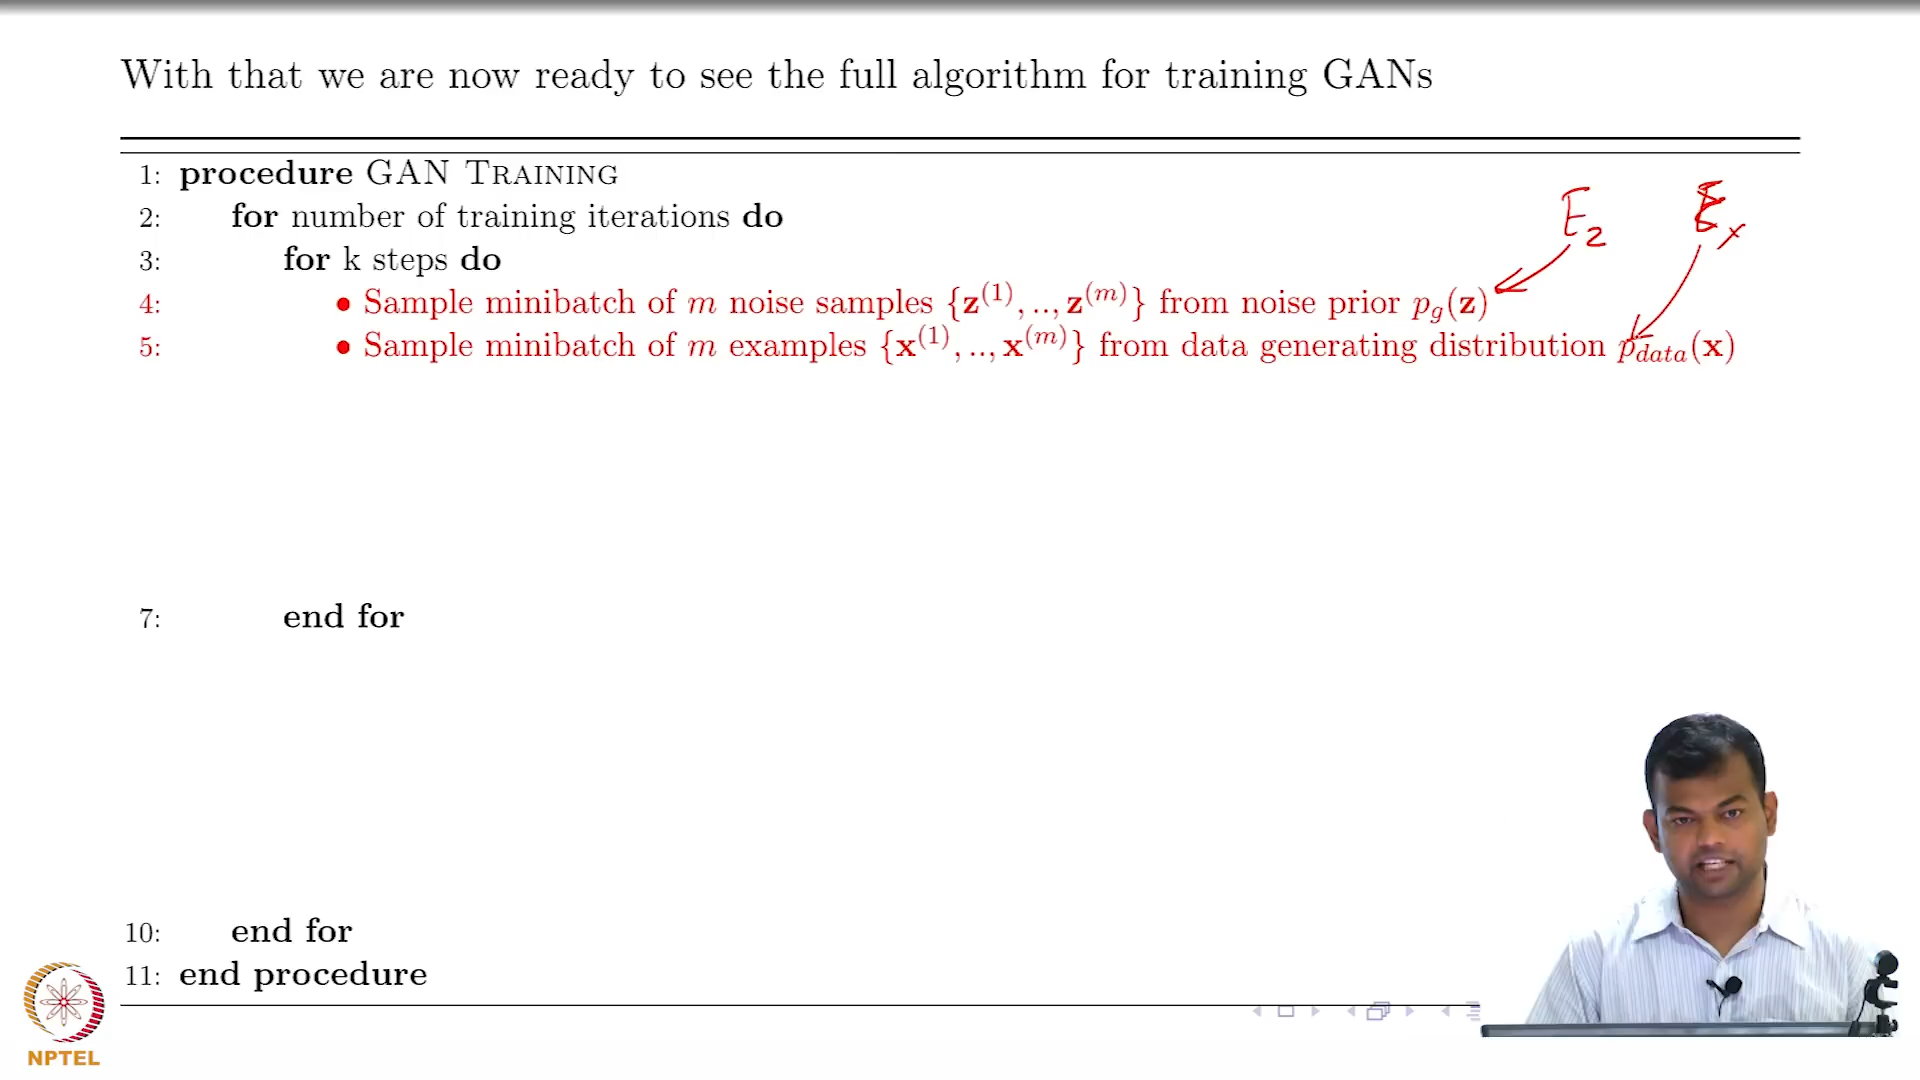 With that we are now ready to see the full algorithm for training GANs
1: procedure GAN TRAINING
2: for number of training iterations do
3: for k steps do
4: • Sample minibatch of m noise samples {z^(1), .., z^(m)} from noise prior p_g(z)
5: • Sample minibatch of m examples {x^(1), .., x^(m)} from data generating distribution p_data(x)
E_z E_x
7: end for
10: end for
11: end procedure
NPTEL